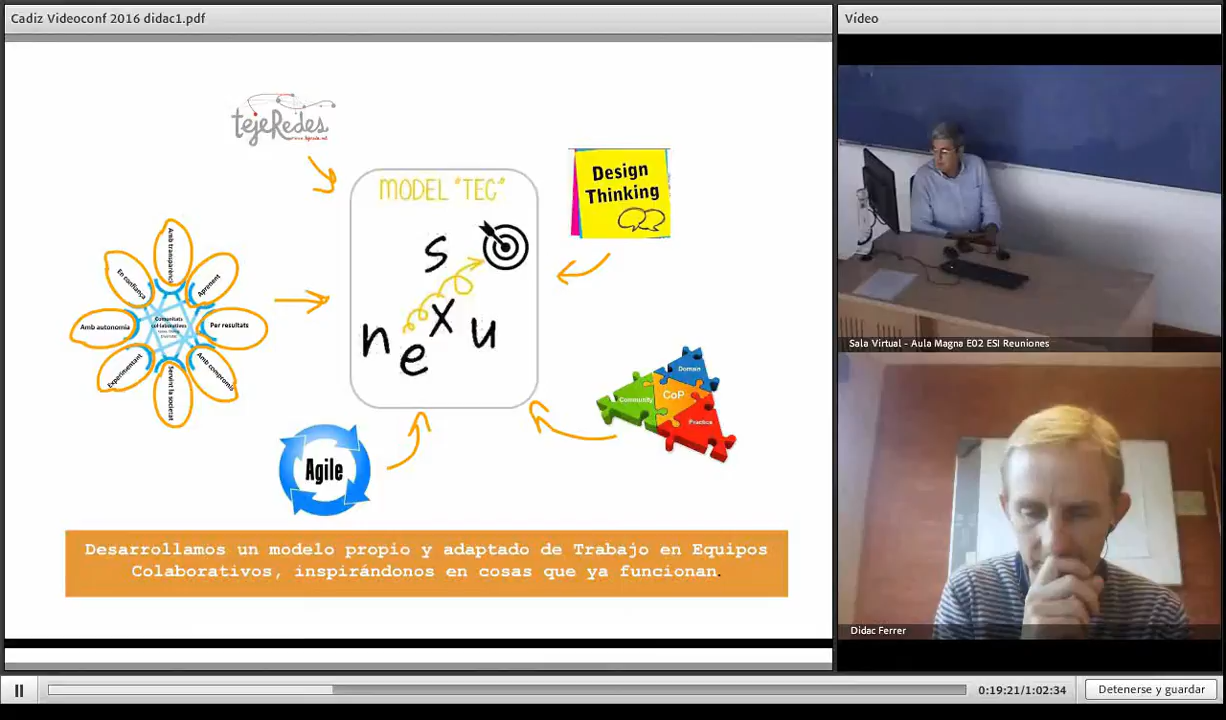 Cadiz Videoconf 2016 didac1.pdf
Video
tejeRedes
MODEL "TEC"
s
n
e
x
u
Design
Thinking
Amb transparència
En confiança
Aprenent
Amb autonomia
Comunitats
col·laboratives
Per resultats
Experimentant
Amb compromís
Servint la societat
Domain
Community
CoP
Practice
Agile
Desarrollamos un modelo propio y adaptado de Trabajo en Equipos
Colaborativos, inspirándonos en cosas que ya funcionan.
Sala Virtual - Aula Magna E02 ESI Reuniones
Didac Ferrer
0:19:21/1:02:34
Detenerse y guardar